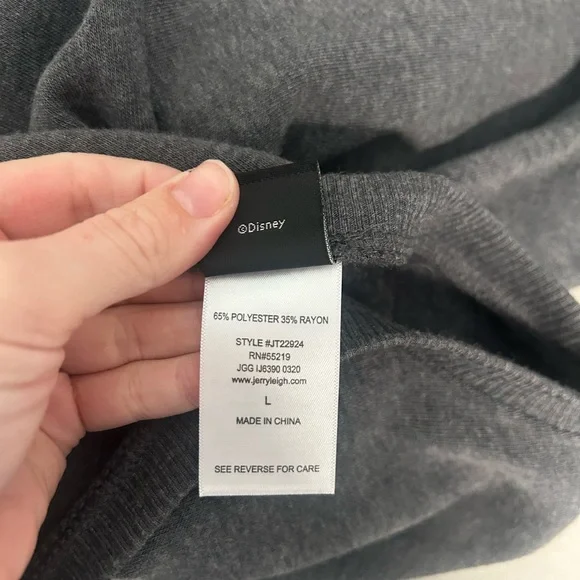 ©Disney
65% POLYESTER 35% RAYON
STYLE #JT22924
RN#55219
JGG IJ6390 0320
www.jerryleigh.com
L
MADE IN CHINA
SEE REVERSE FOR CARE